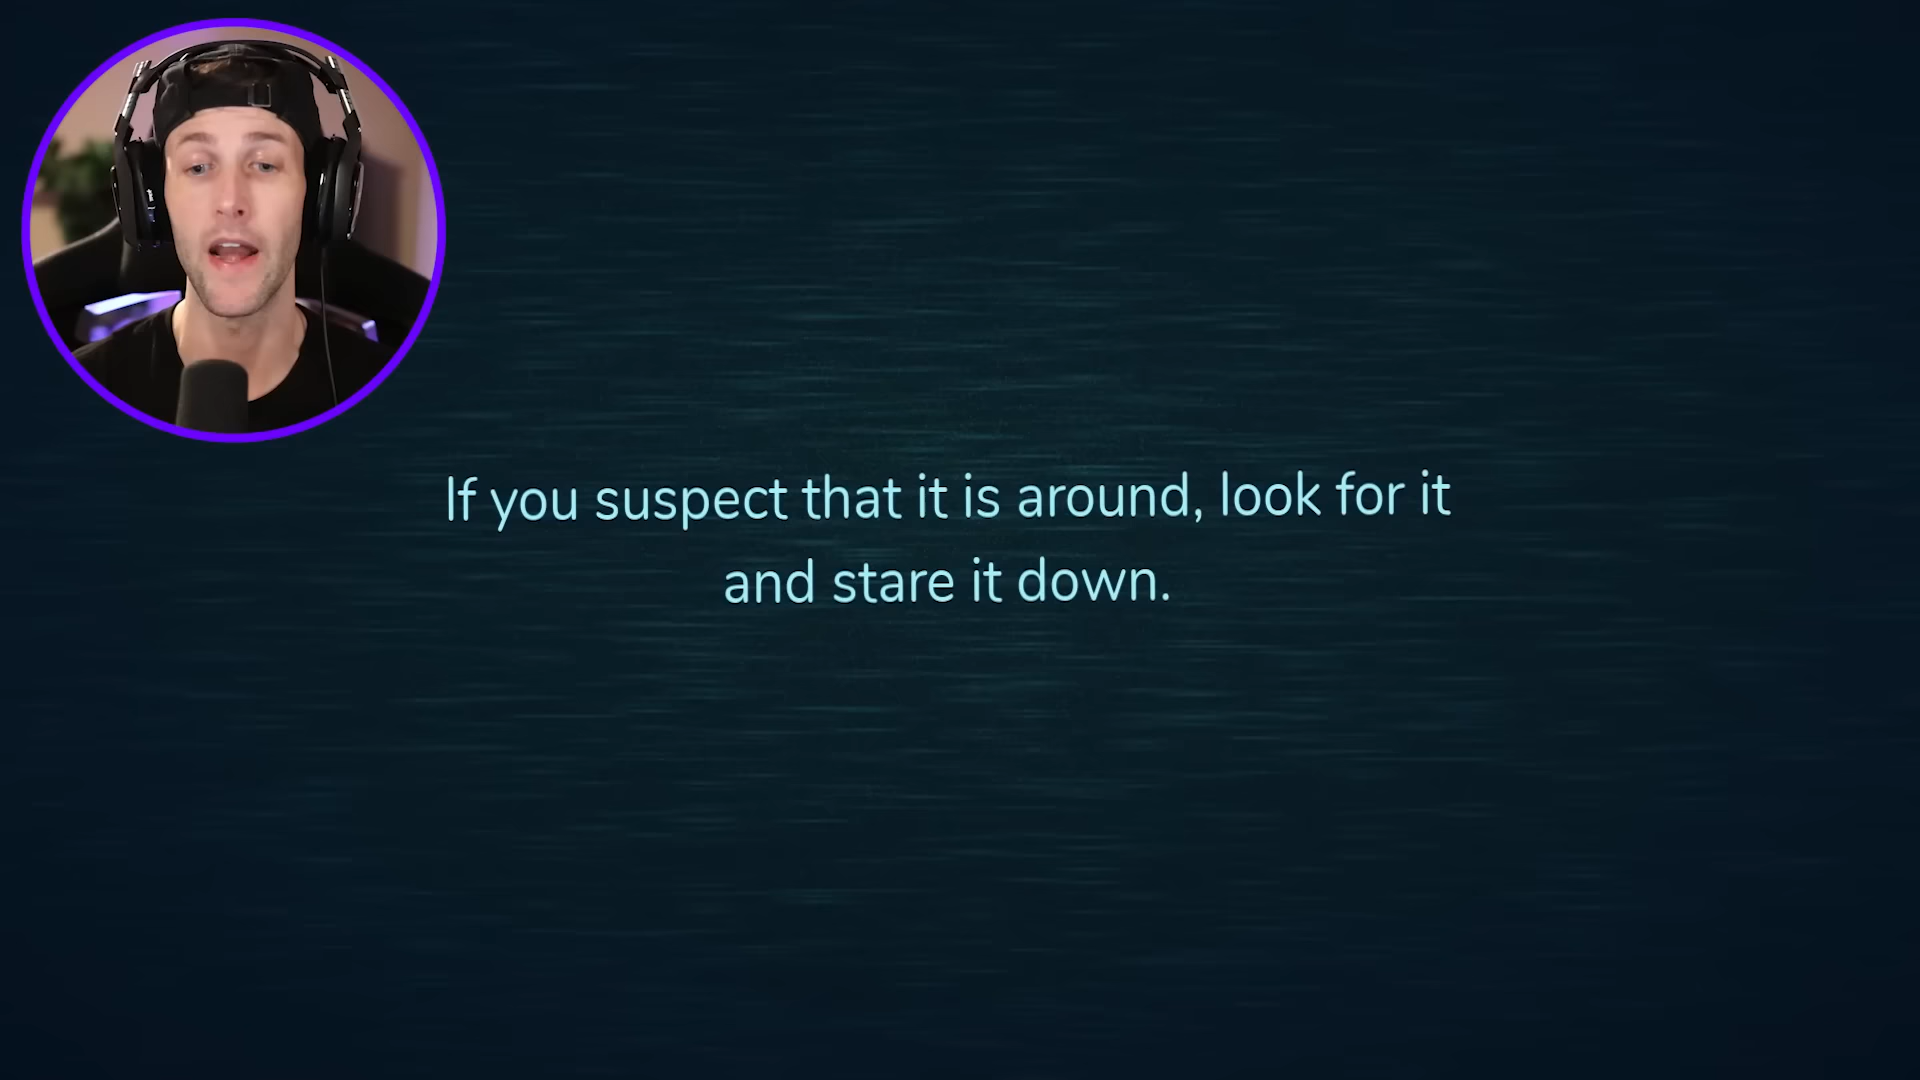 If you suspect that it is around, look for it
and stare it down.